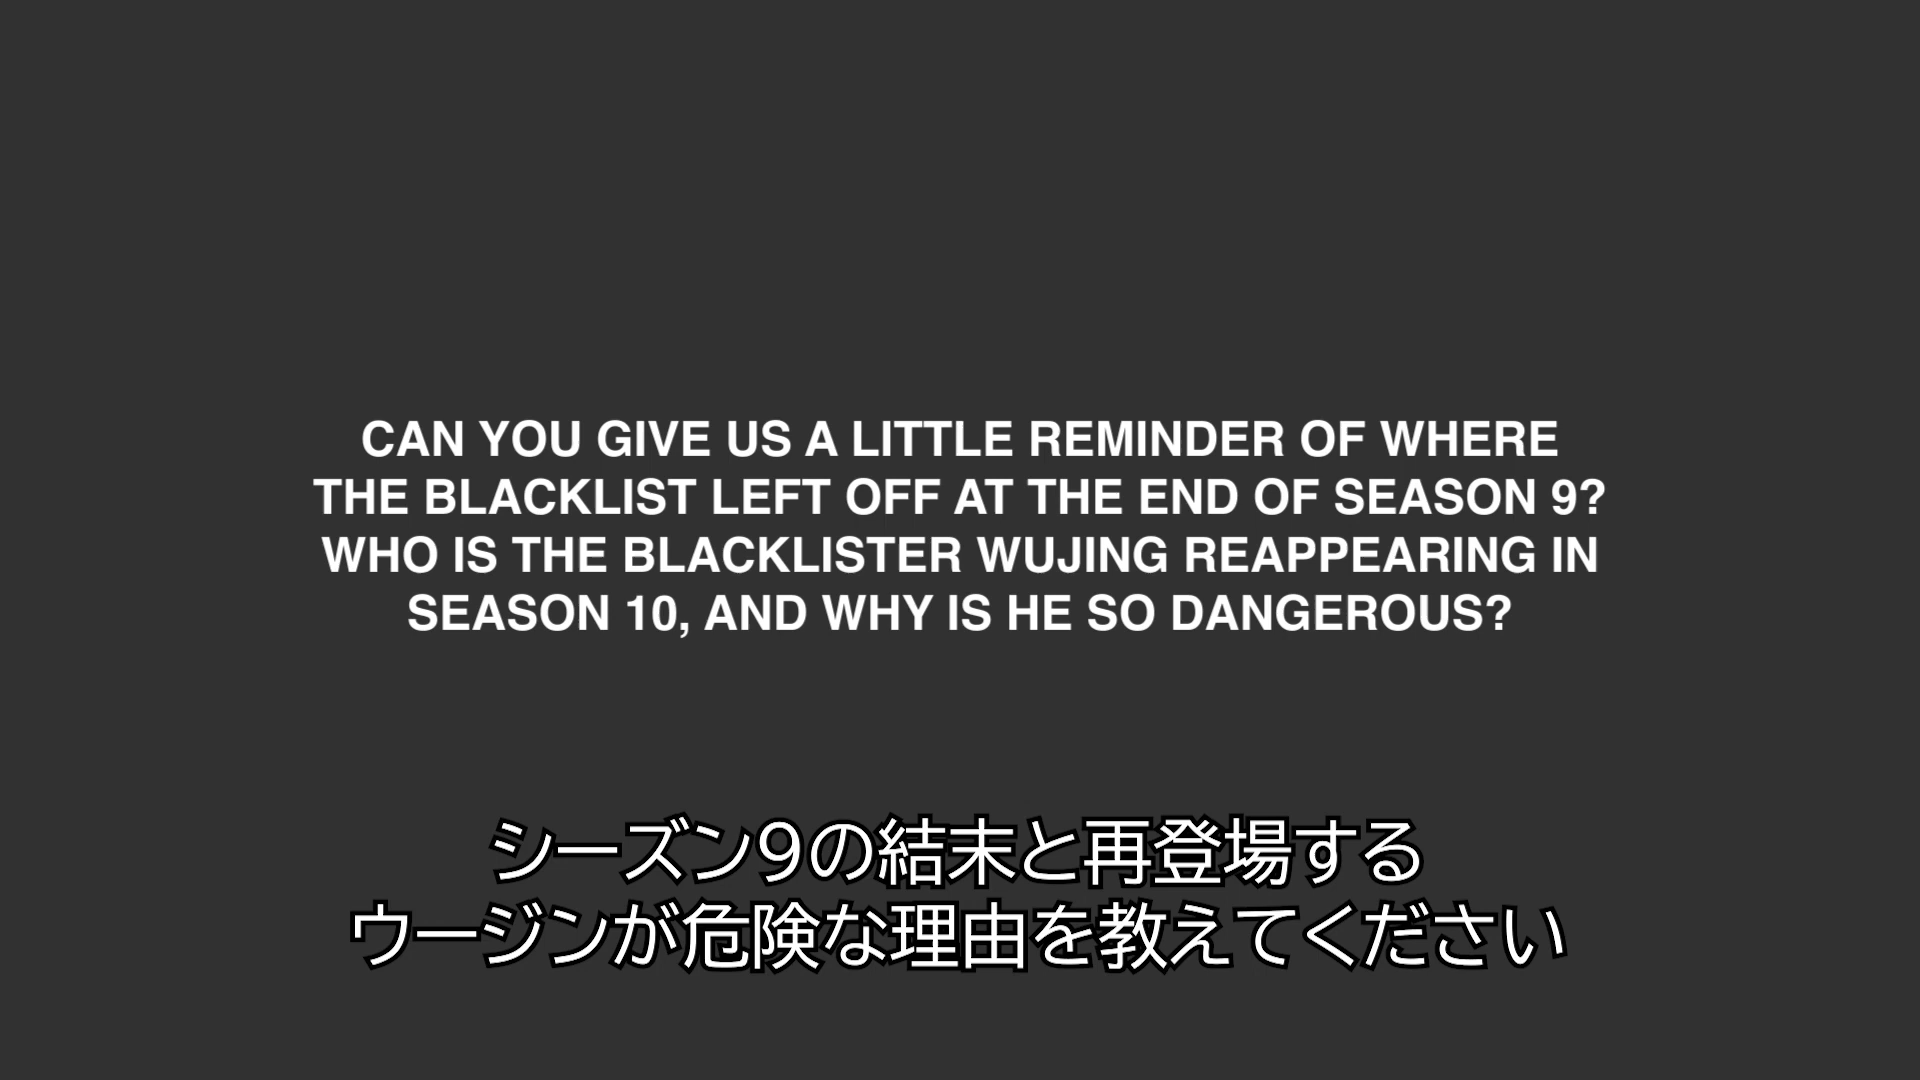 CAN YOU GIVE US A LITTLE REMINDER OF WHERE
THE BLACKLIST LEFT OFF AT THE END OF SEASON 9?
WHO IS THE BLACKLISTER WUJING REAPPEARING IN
SEASON 10, AND WHY IS HE SO DANGEROUS?
シーズン9の結末と再登場する
ウージンが危険な理由を教えてください